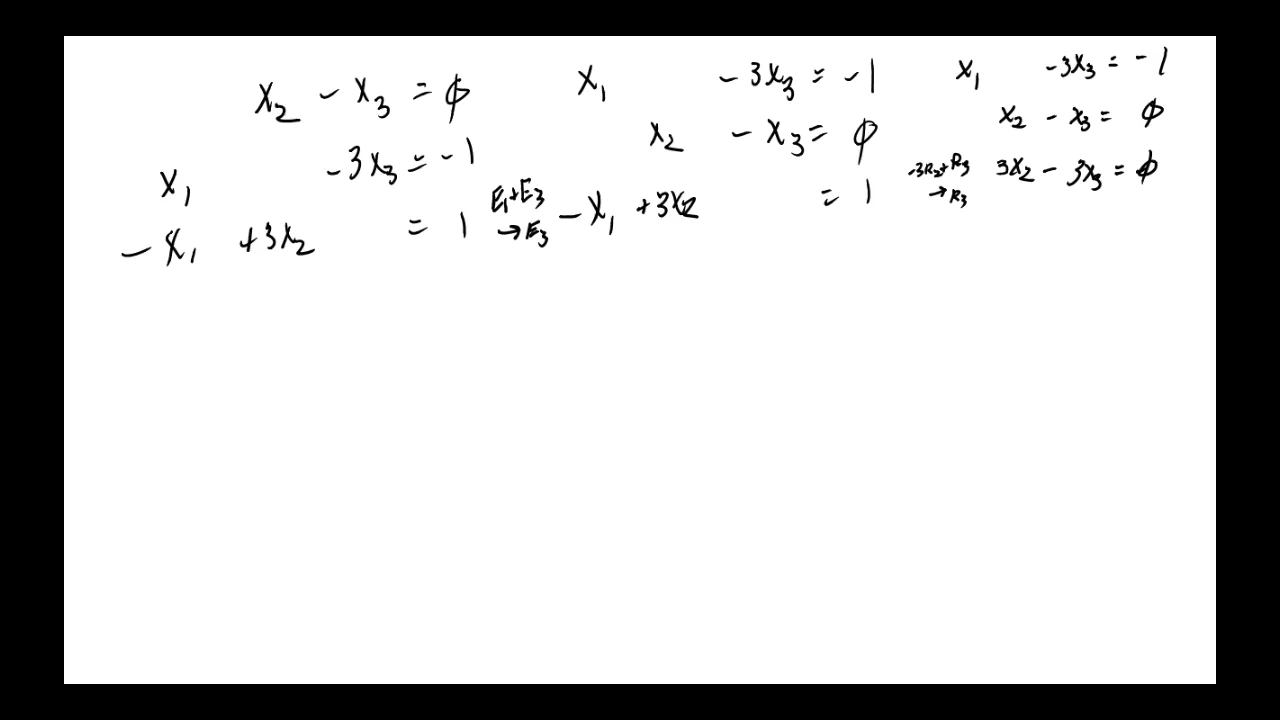 x₂ - x₃ = ϕ
x₁ - 3x₃ = -1
-x₁ + 3x₂ = 1
E₁+E₃
→ E₃
x₁ - 3x₃ = -1
x₂ - x₃ = ϕ
-x₁ + 3x₂ = 1
-3R₂+R₃
→ R₃
x₁ - 3x₃ = -1
x₂ - x₃ = ϕ
3x₂ - 3x₃ = ϕ